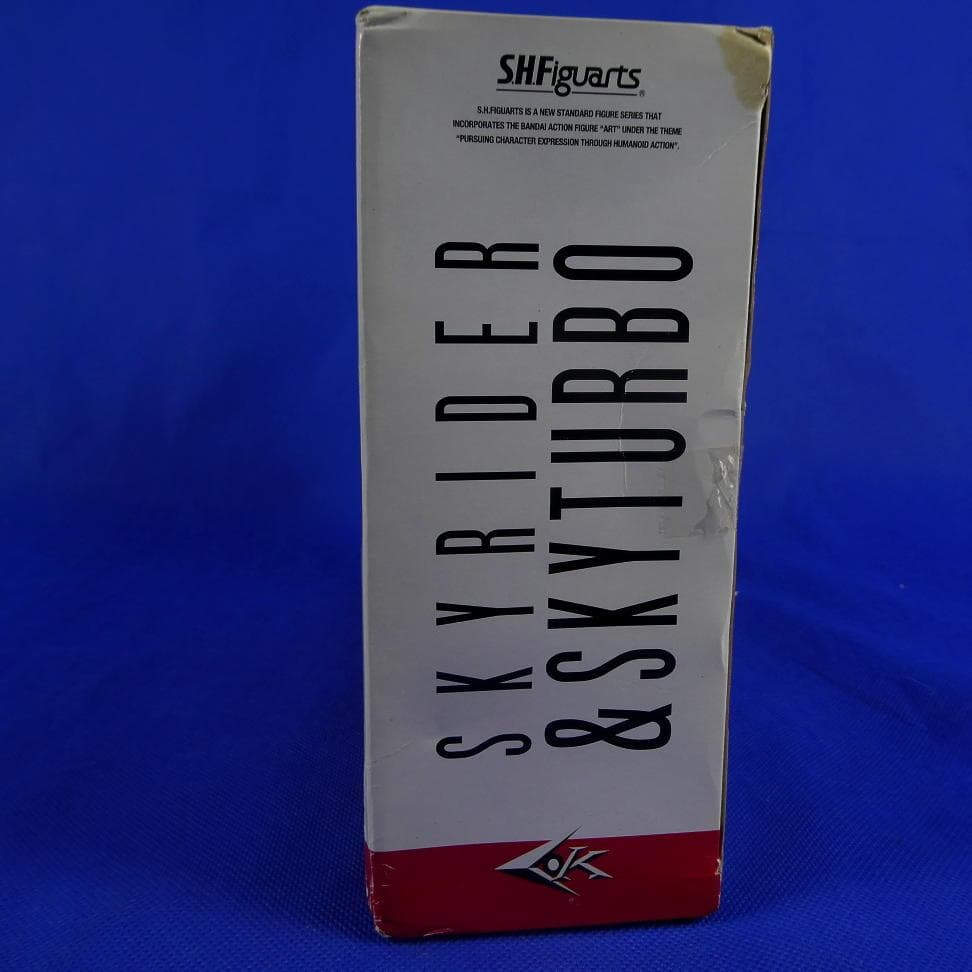 S.H.Figuarts®
S.H.FIGUARTS IS A NEW STANDARD FIGURE SERIES THAT
INCORPORATES THE BANDAI ACTION FIGURE "ART" UNDER THE THEME
"PURSUING CHARACTER EXPRESSION THROUGH HUMANOID ACTION".
SKYRIDER
&SKYTURBO
K